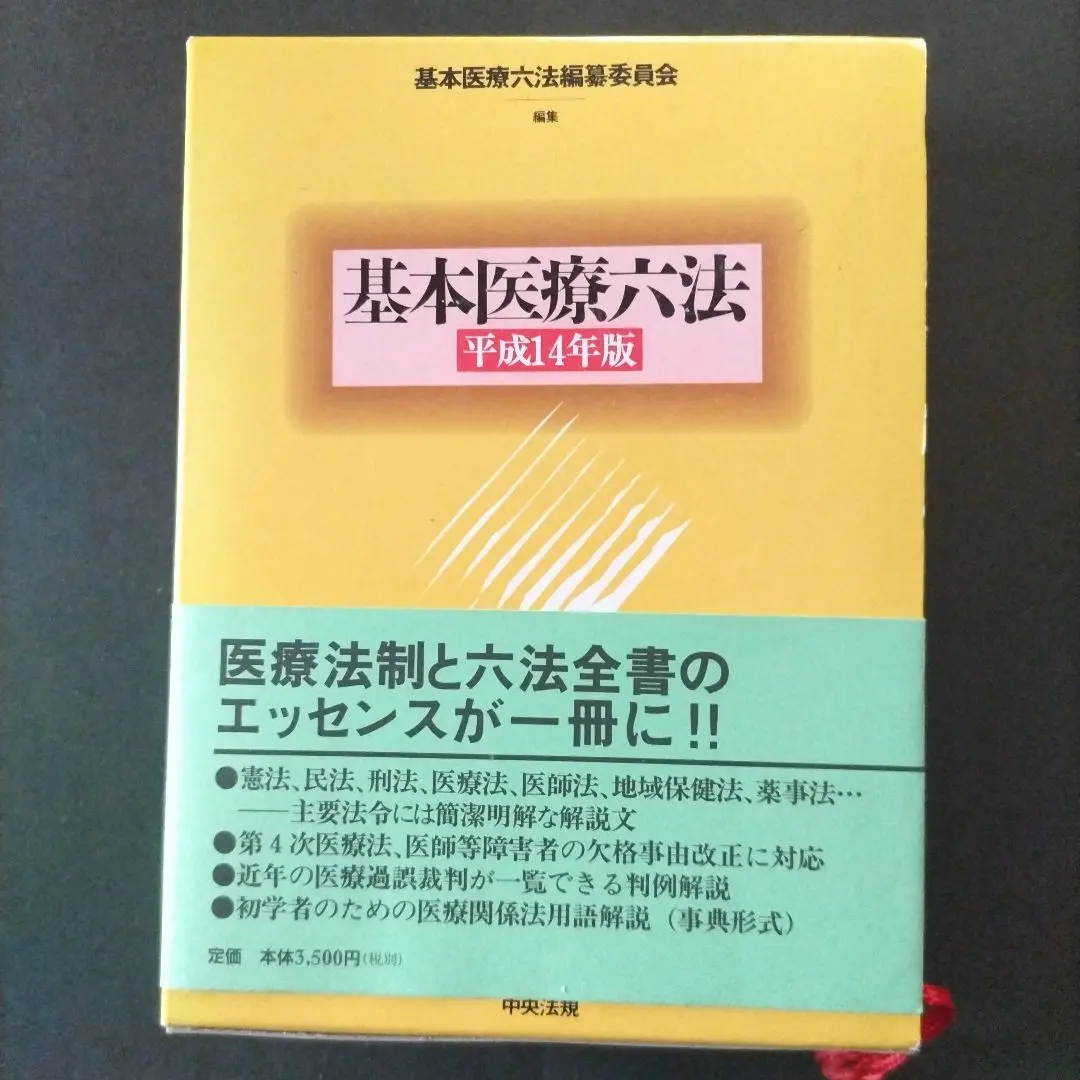 基本医療六法編纂委員会
編集
基本医療六法
平成14年版
医療法制と六法全書の
エッセンスが一冊に!!
●憲法、民法、刑法、医療法、医師法、地域保健法、薬事法…
――主要法令には簡潔明解な解説文
●第4次医療法、医師等障害者の欠格事由改正に対応
●近年の医療過誤裁判が一覧できる判例解説
●初学者のための医療関係法用語解説（事典形式）
定価 本体3,500円(税別)
中央法規